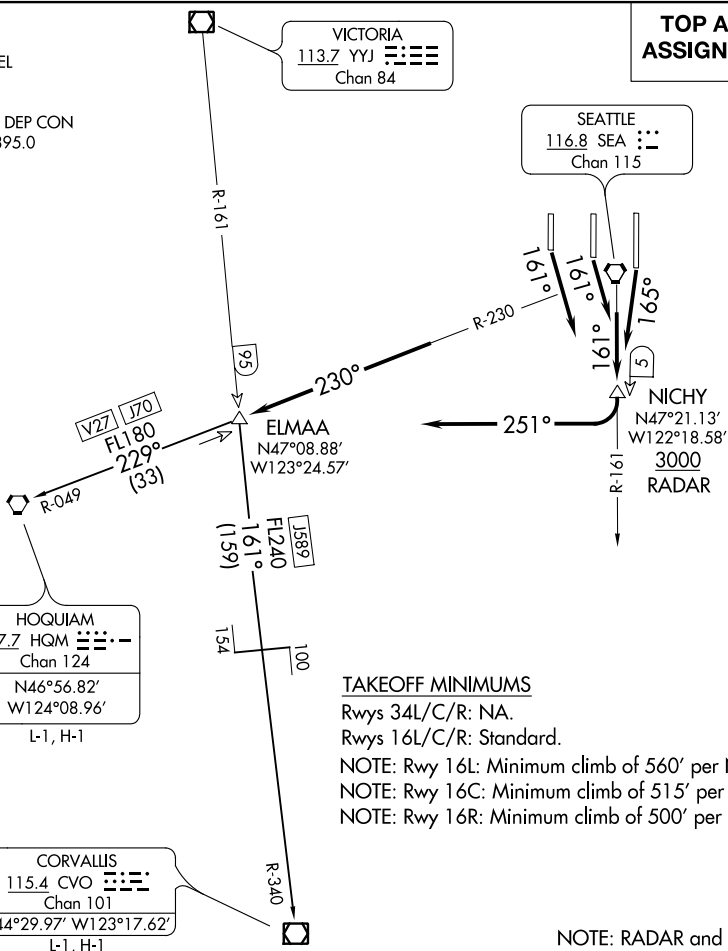 TOP A
ASSIGN
EL
DEP CON
395.0
VICTORIA
113.7 YYJ
Chan 84
SEATTLE
116.8 SEA
Chan 115
R-161
161°
161°
161°
165°
R-230
5
95
230°
NICHY
N47°21.13'
W122°18.58'
3000
RADAR
251°
R-161
ELMAA
N47°08.88'
W123°24.57'
V27
J70
FL180
229°
(33)
R-049
J589
FL240
161°
(159)
154
100
HOQUIAM
7.7 HQM
Chan 124
N46°56.82'
W124°08.96'
L-1, H-1
TAKEOFF MINIMUMS
Rwys 34L/C/R: NA.
Rwys 16L/C/R: Standard.
NOTE: Rwy 16L: Minimum climb of 560' per
NOTE: Rwy 16C: Minimum climb of 515' per
NOTE: Rwy 16R: Minimum climb of 500' per
CORVALLIS
115.4 CVO
Chan 101
44°29.97' W123°17.62'
L-1, H-1
R-340
NOTE: RADAR and